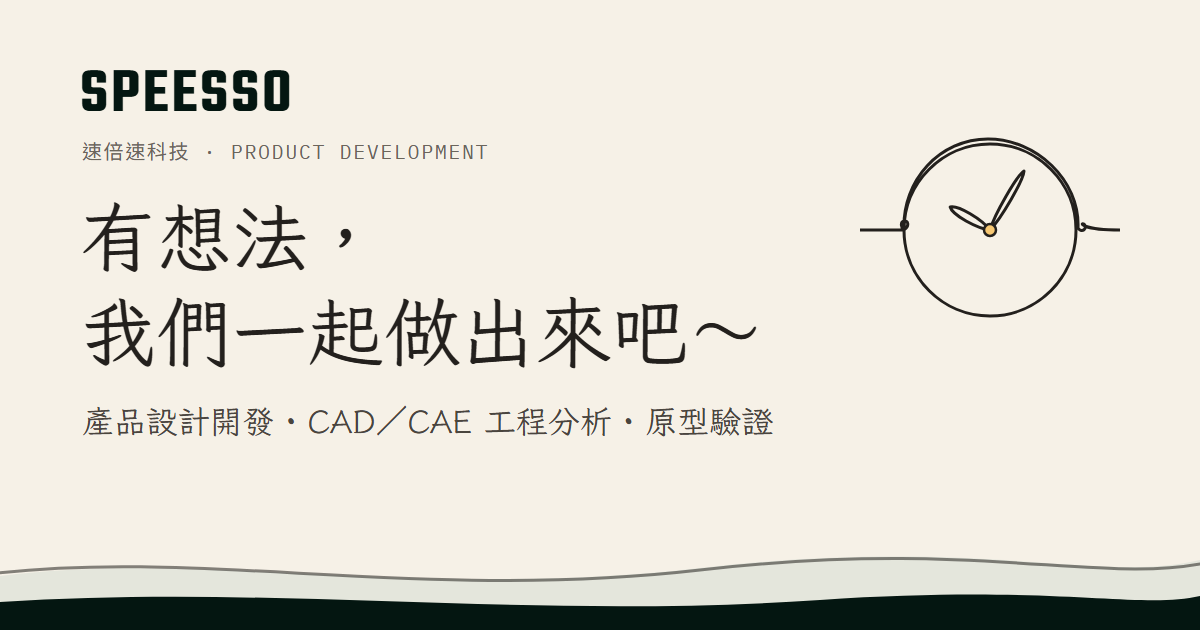 SPEESSO
速倍速科技 · PRODUCT DEVELOPMENT
有想法，
我們一起做出來吧～
產品設計開發・CAD／CAE 工程分析・原型驗證